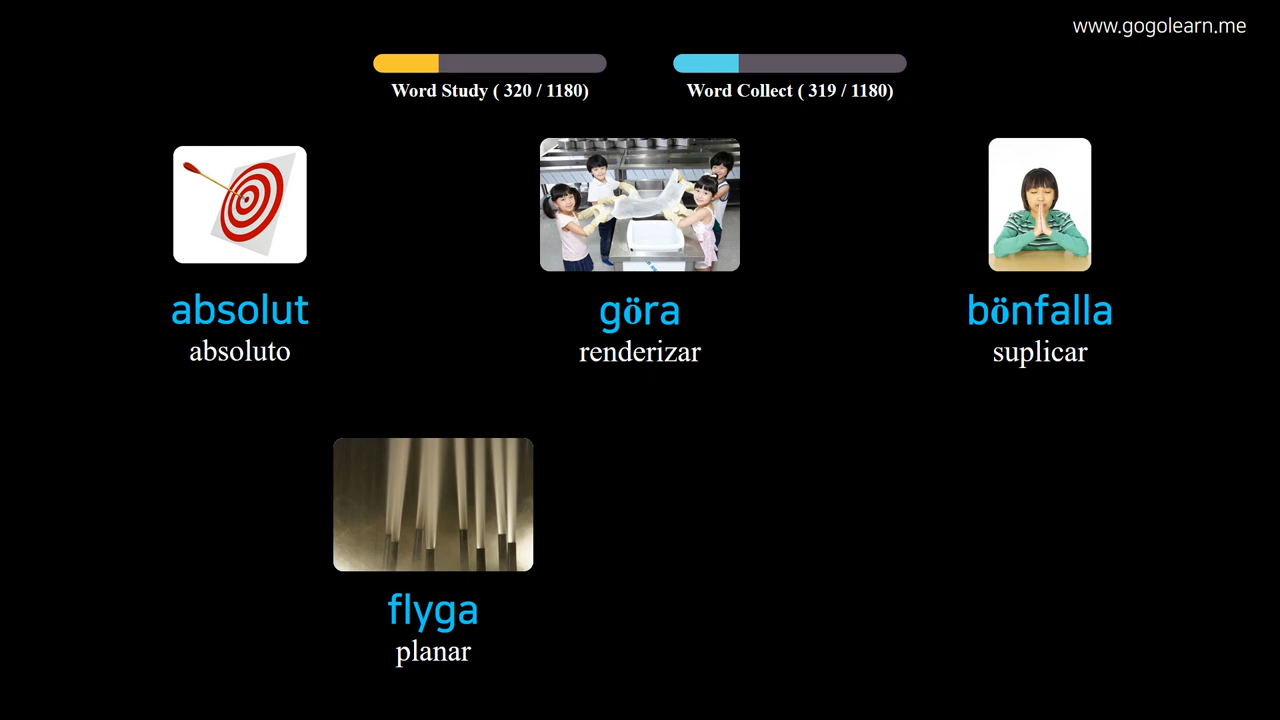 www.gogolearn.me
Word Study ( 320 / 1180)
Word Collect ( 319 / 1180)
absolut
göra
bönfalla
absoluto
renderizar
suplicar
flyga
planar